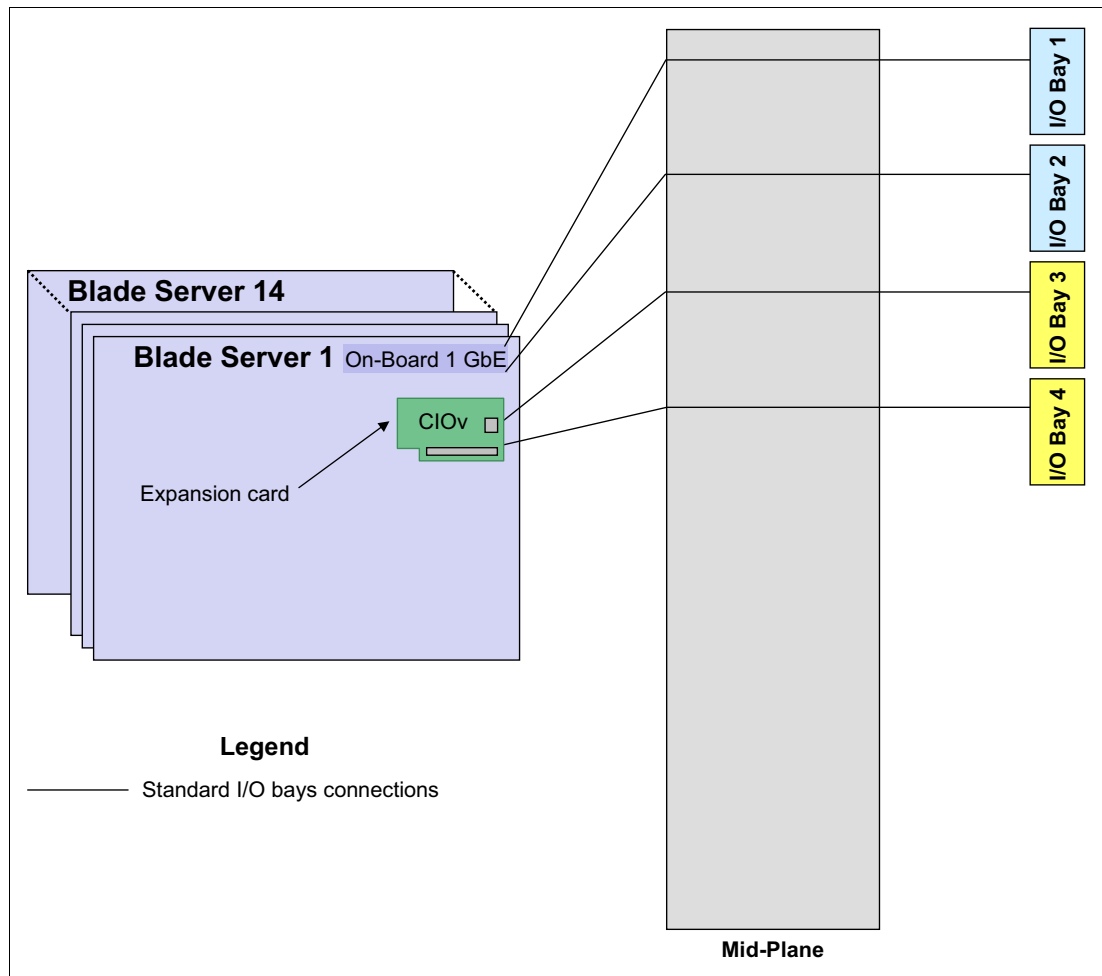 I/O Bay 1
I/O Bay 2
I/O Bay 3
I/O Bay 4
Blade Server 14
Blade Server 1 On-Board 1 GbE
CIOv
Expansion card
Legend
Standard I/O bays connections
Mid-Plane